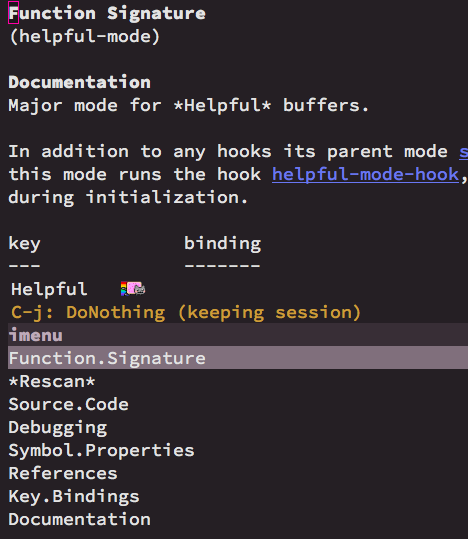 Function Signature
(helpful-mode)
Documentation
Major mode for *Helpful* buffers.
In addition to any hooks its parent mode s
this mode runs the hook helpful-mode-hook,
during initialization.
key binding
--- -------
Helpful
C-j: DoNothing (keeping session)
imenu
Function.Signature
*Rescan*
Source.Code
Debugging
Symbol.Properties
References
Key.Bindings
Documentation